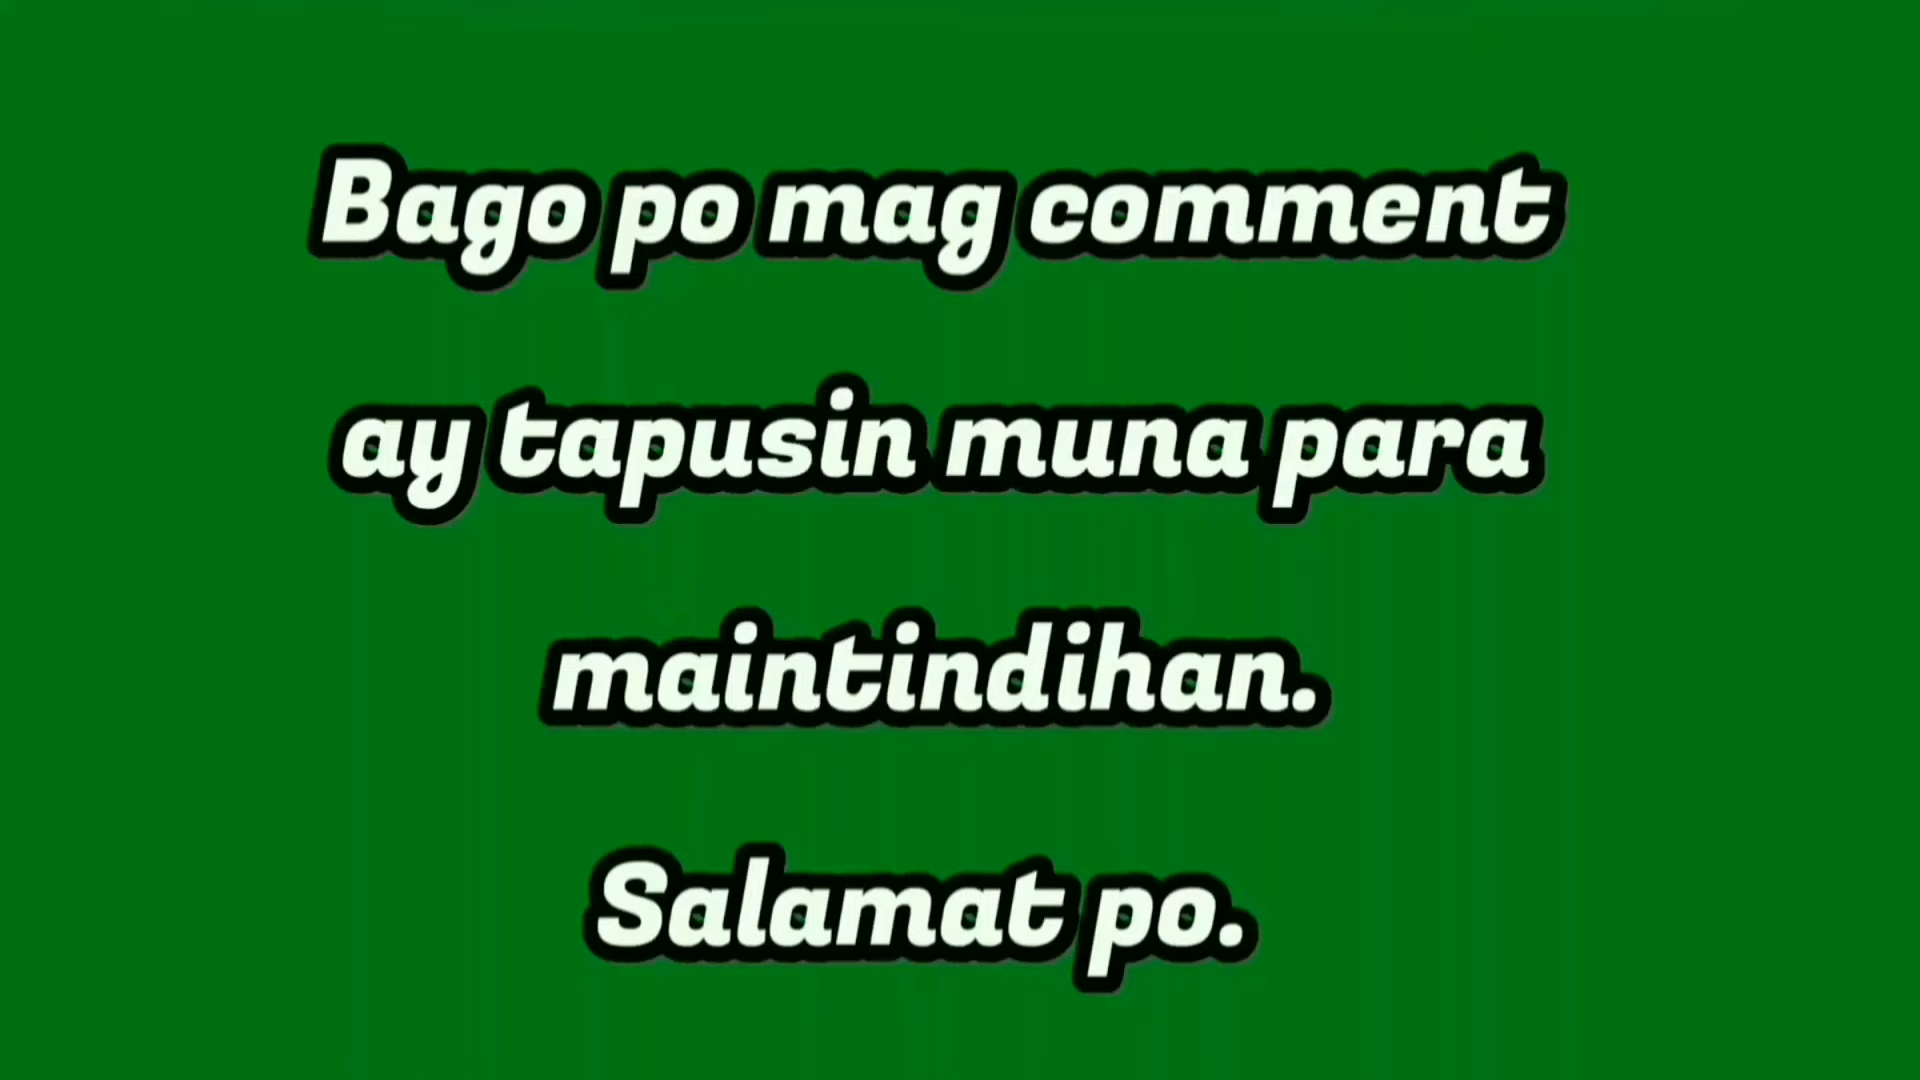 Bago po mag comment
ay tapusin muna para
maintindihan.
Salamat po.